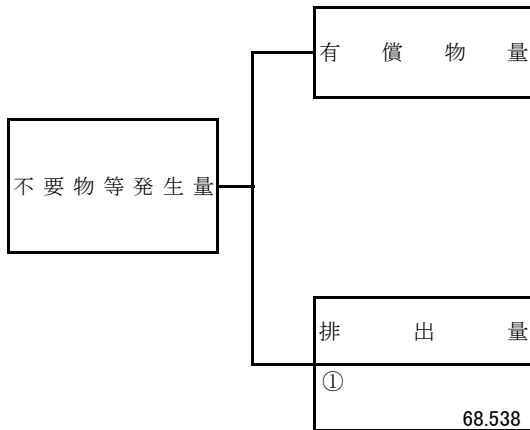 有償物量
不要物等発生量
排出量
①
68.538